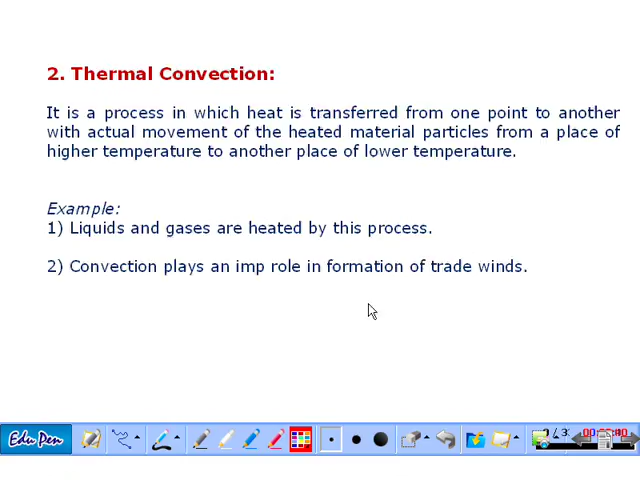 2. Thermal Convection:
It is a process in which heat is transferred from one point to another
with actual movement of the heated material particles from a place of
higher temperature to another place of lower temperature.
Example:
1) Liquids and gases are heated by this process.
2) Convection plays an imp role in formation of trade winds.
Edu Pen